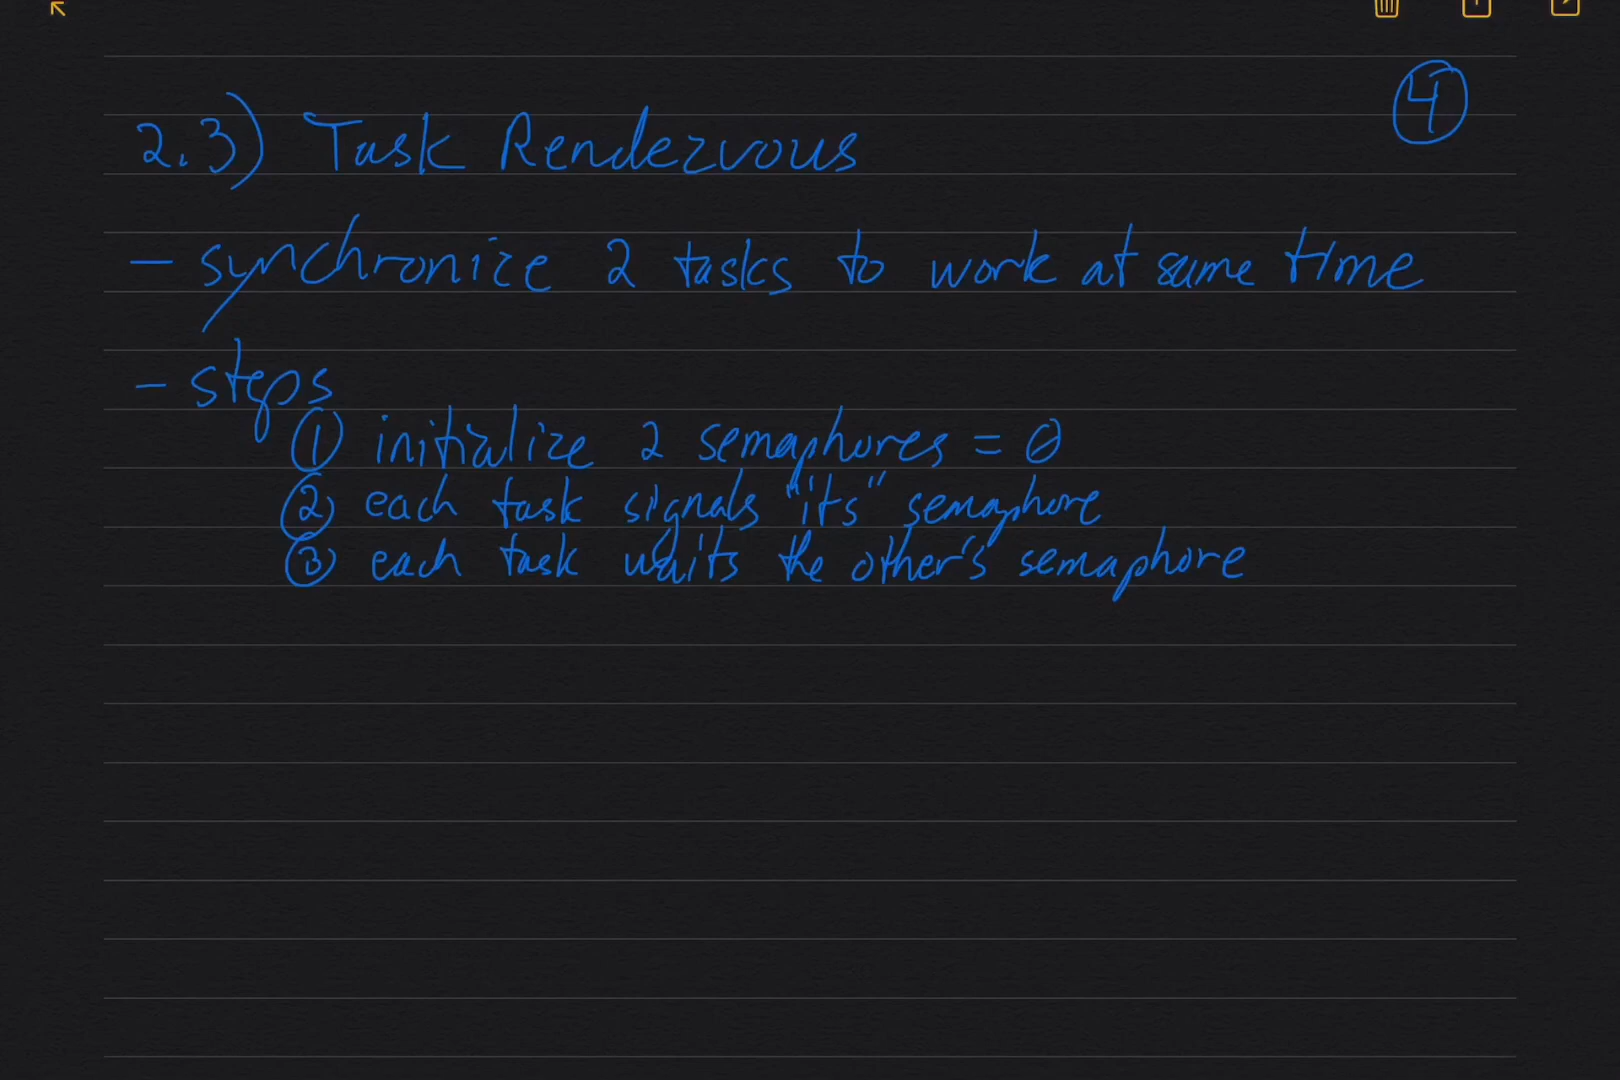 ④
2.3) Task Rendezvous
- synchronize 2 tasks to work at same time
- steps
① initialize 2 semaphores = 0
② each task signals "its" semaphore
③ each task waits the other's semaphore